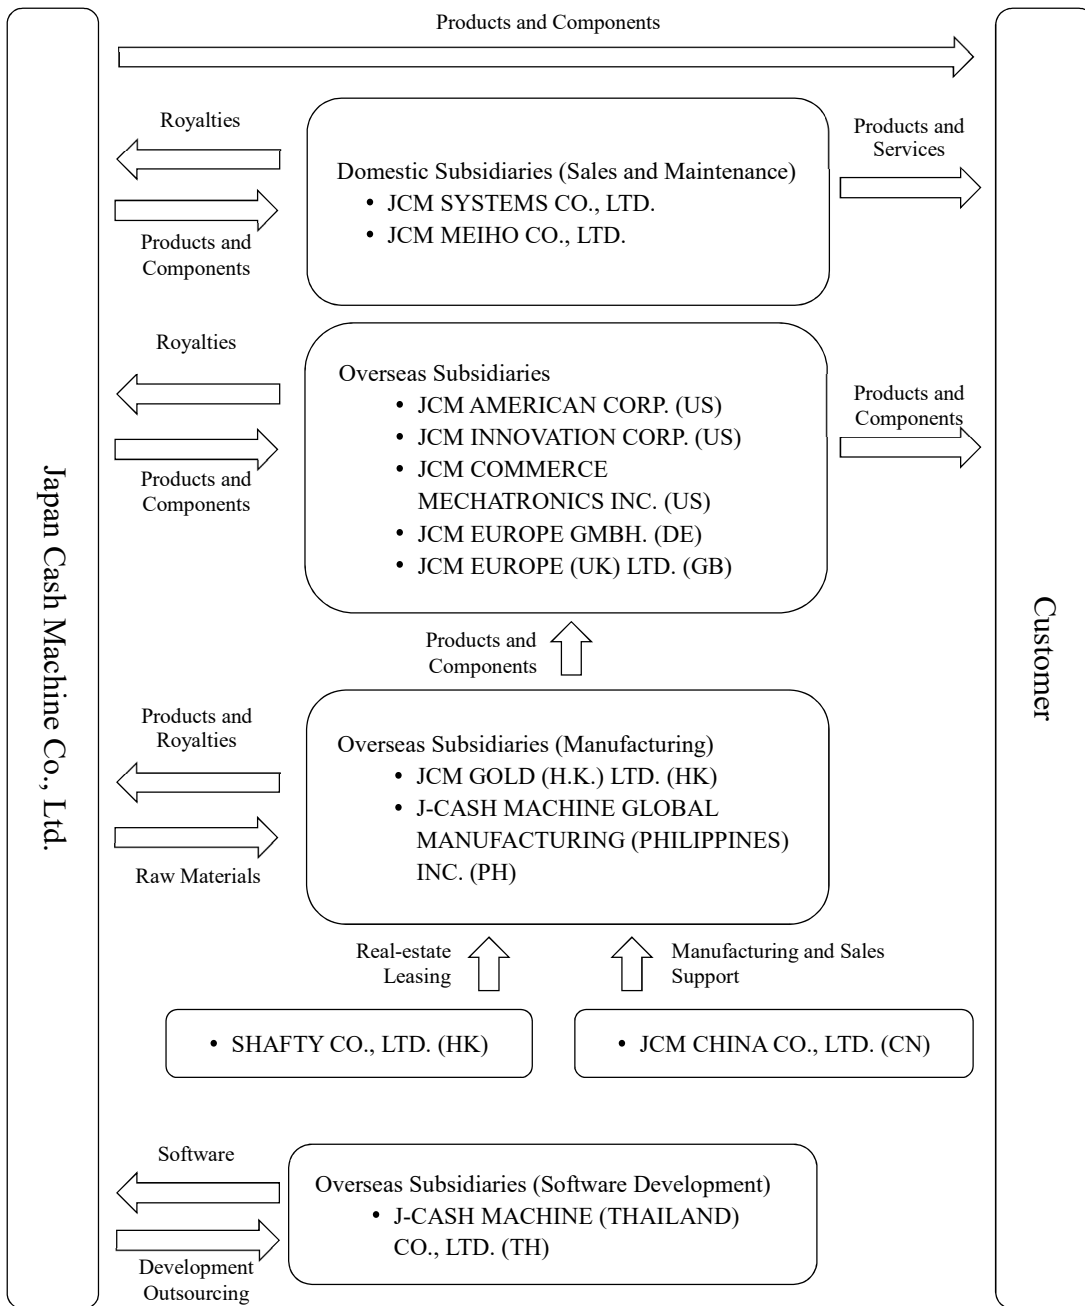 Products and Components
Royalties
Products and
Components
Domestic Subsidiaries (Sales and Maintenance)
• JCM SYSTEMS CO., LTD.
• JCM MEIHO CO., LTD.
Products and
Services
Royalties
Products and
Components
Overseas Subsidiaries
• JCM AMERICAN CORP. (US)
• JCM INNOVATION CORP. (US)
• JCM COMMERCE
MECHATRONICS INC. (US)
• JCM EUROPE GMBH. (DE)
• JCM EUROPE (UK) LTD. (GB)
Products and
Components
Japan Cash Machine Co., Ltd.
Customer
Products and
Components
Products and
Royalties
Raw Materials
Overseas Subsidiaries (Manufacturing)
• JCM GOLD (H.K.) LTD. (HK)
• J-CASH MACHINE GLOBAL
MANUFACTURING (PHILIPPINES)
INC. (PH)
Real-estate
Leasing
Manufacturing and Sales
Support
• SHAFTY CO., LTD. (HK)
• JCM CHINA CO., LTD. (CN)
Software
Development
Outsourcing
Overseas Subsidiaries (Software Development)
• J-CASH MACHINE (THAILAND)
CO., LTD. (TH)